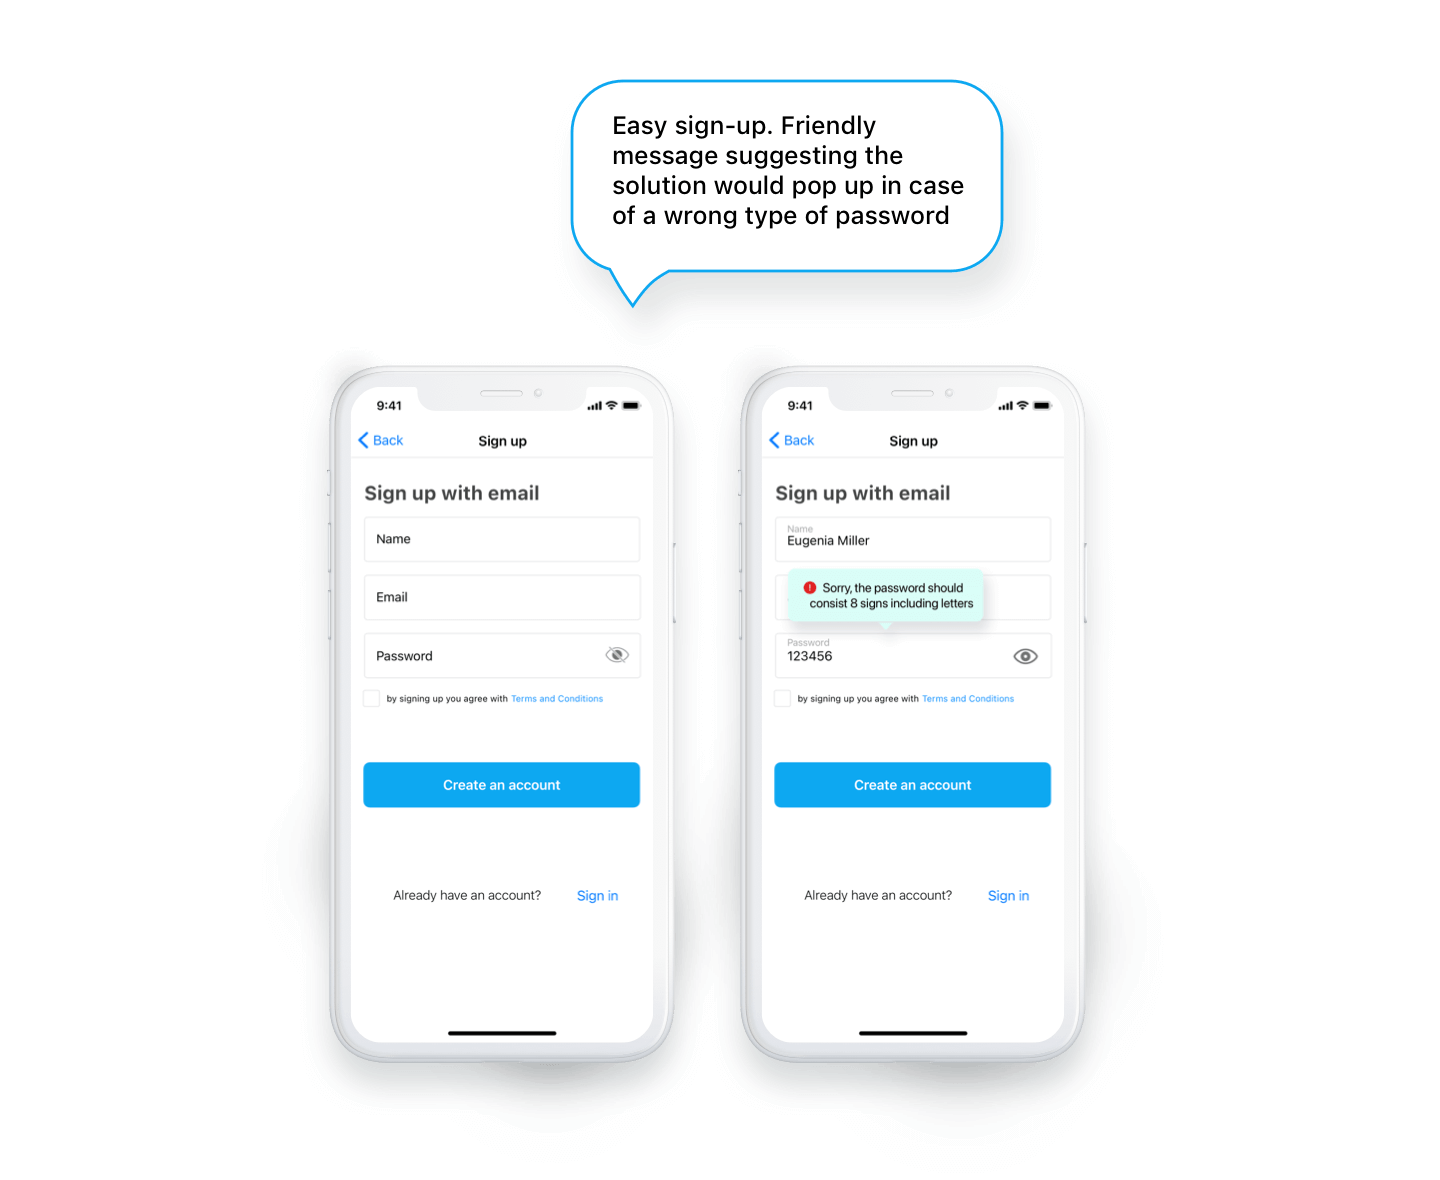 Easy sign-up. Friendly
message suggesting the
solution would pop up in case
of a wrong type of password
9:41
Back
Sign up
Sign up with email
Name
Email
Password
by signing up you agree with Terms and Conditions
Create an account
Already have an account? Sign in
9:41
Back
Sign up
Sign up with email
Name
Eugenia Miller
Sorry, the password should
consist 8 signs including letters
Password
123456
by signing up you agree with Terms and Conditions
Create an account
Already have an account? Sign in